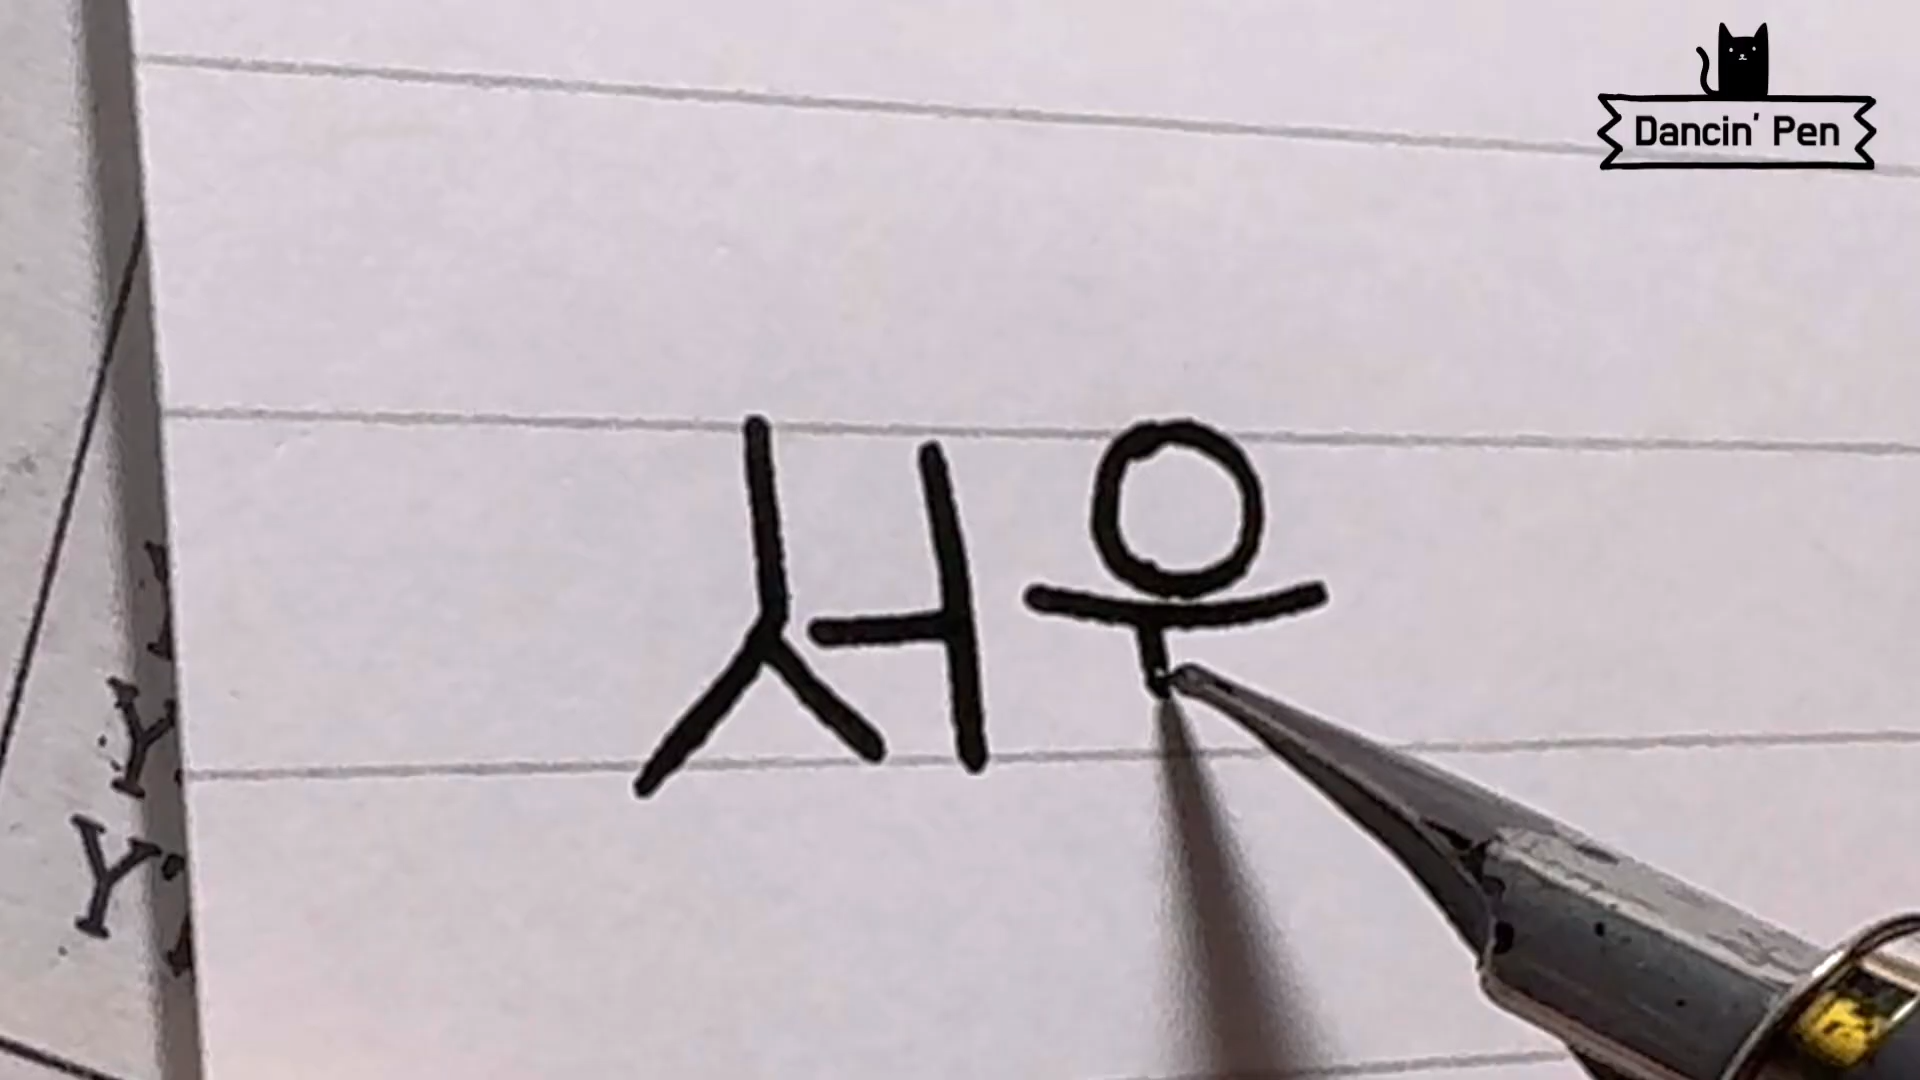 Dancin' Pen
서우
Y
Y